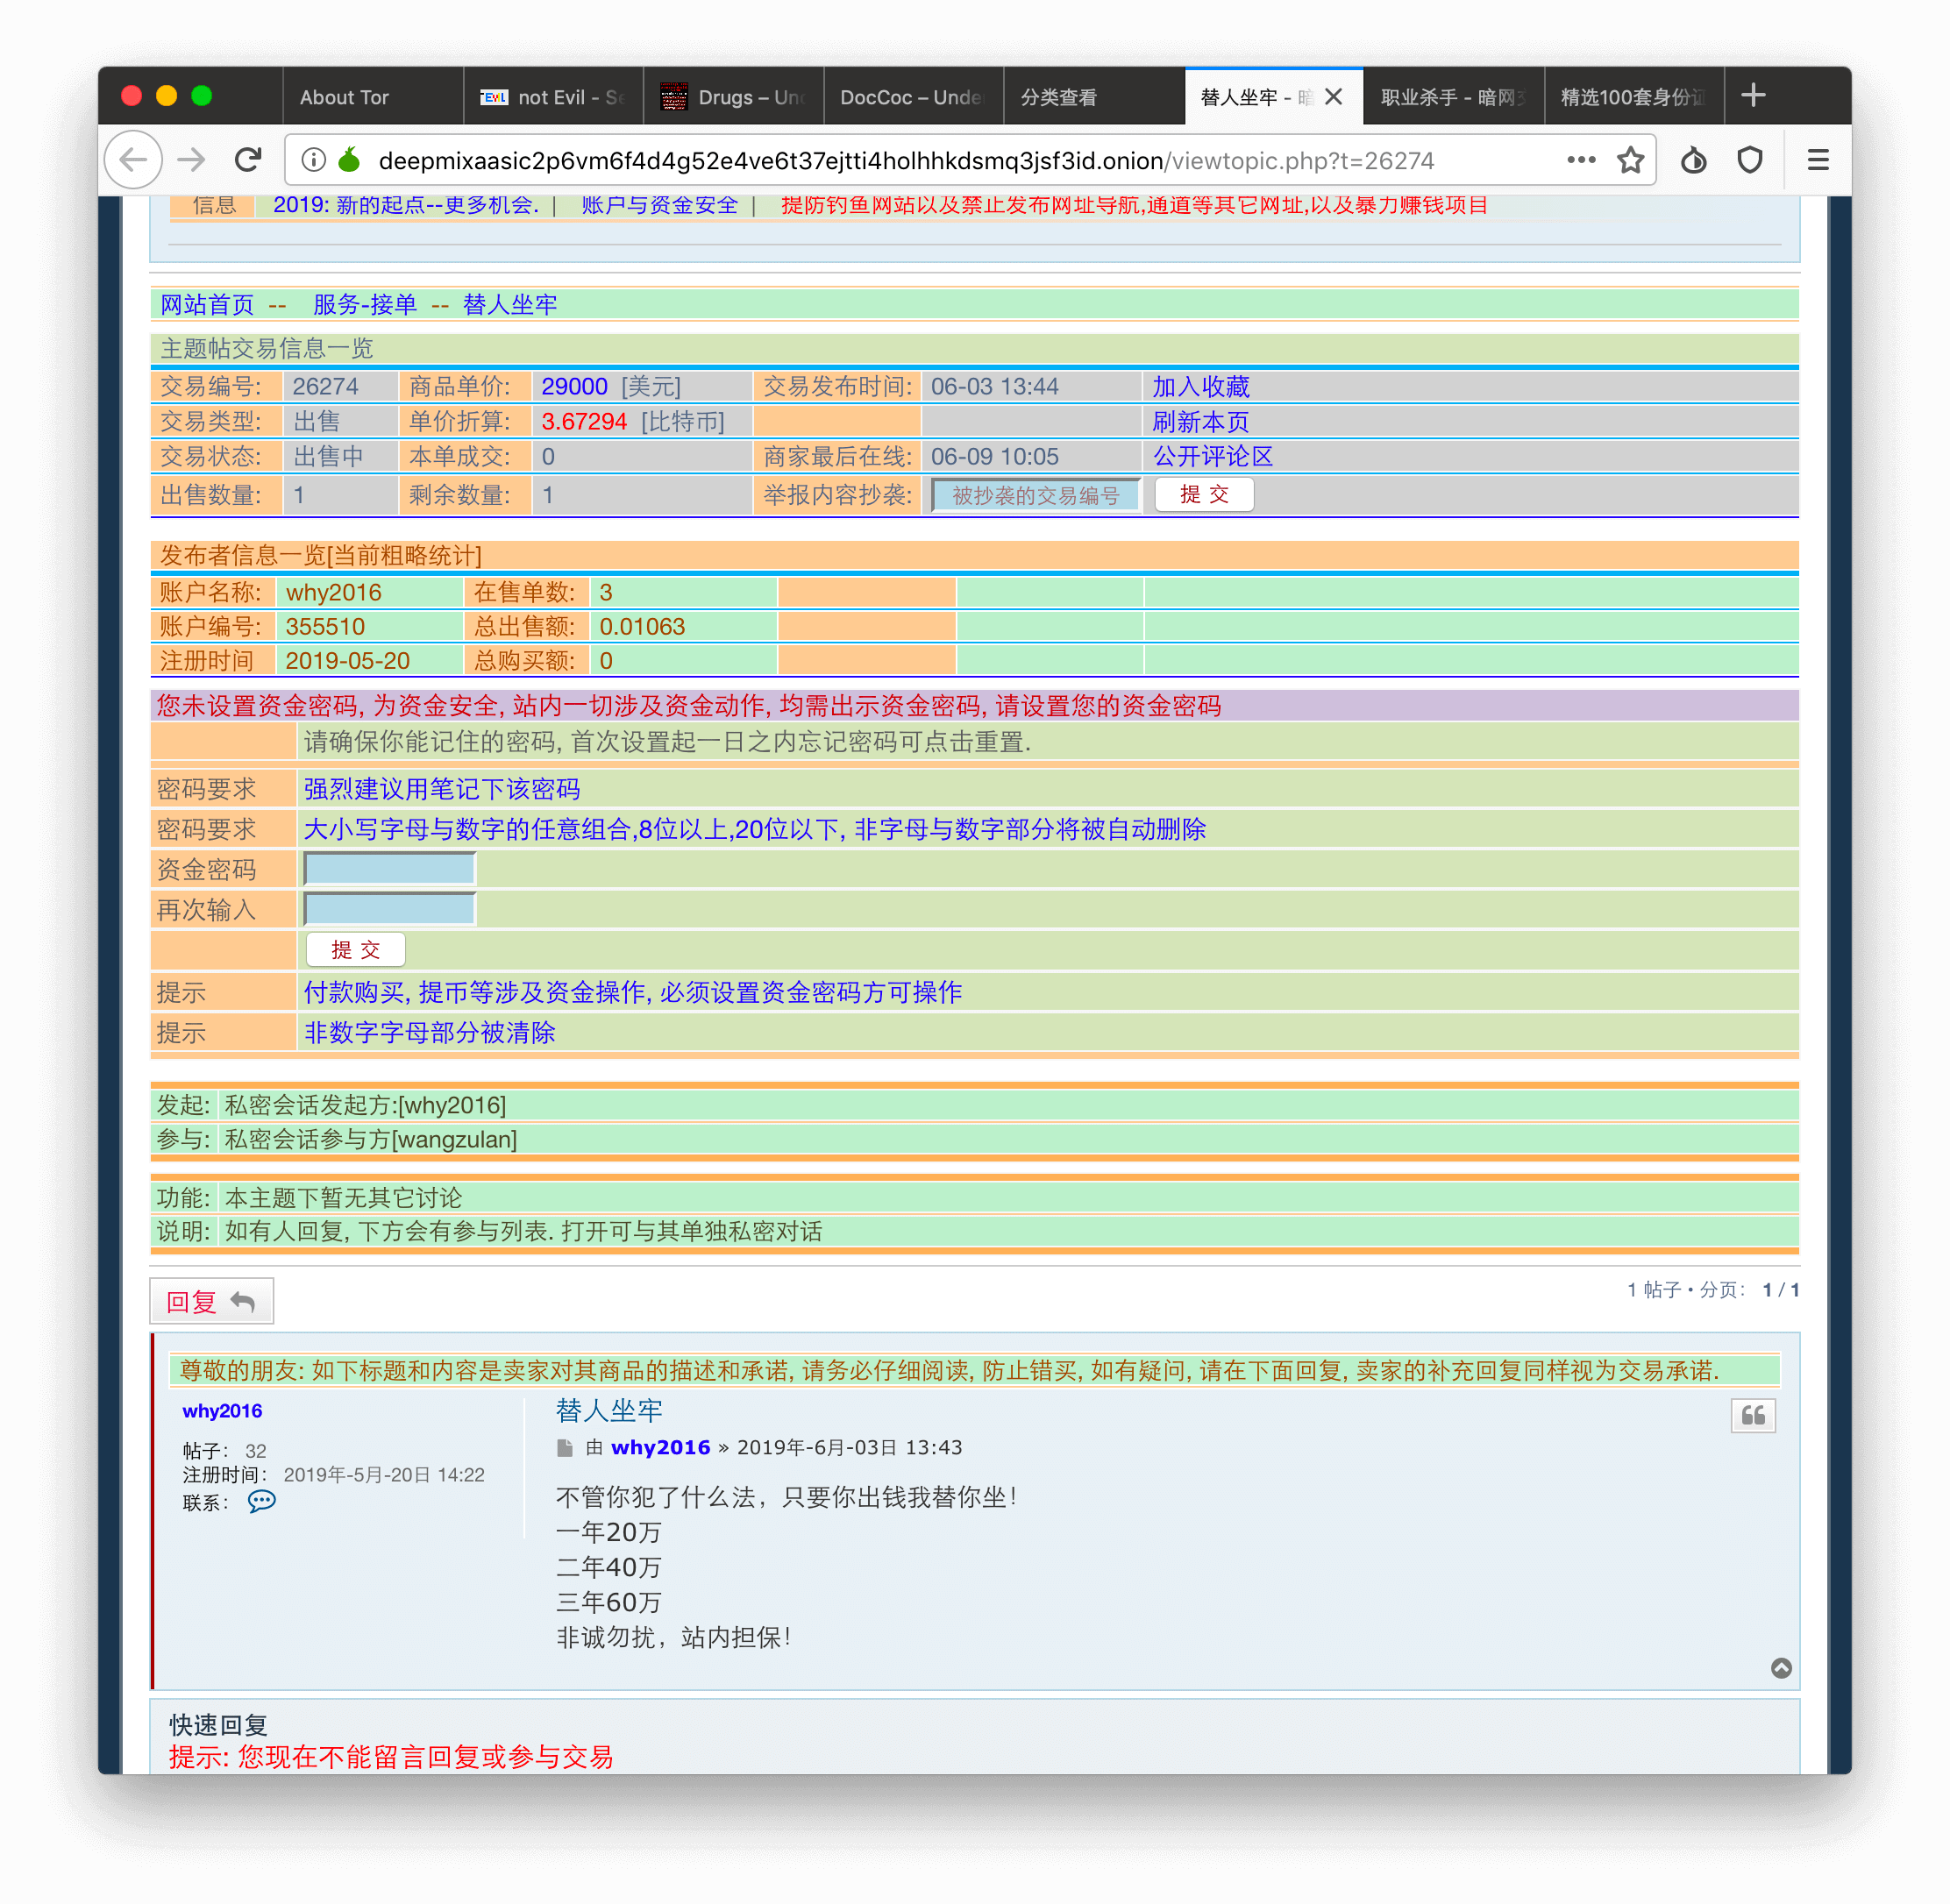 About Tor not Evil - Se Drugs – Un DocCoc – Unde 分类查看 替人坐牢 - 暗 职业杀手 - 暗网 精选100套身份证
deepmixaasic2p6vm6f4d4g52e4ve6t37ejtti4holhhkdsmq3jsf3id.onion/viewtopic.php?t=26274
信息 2019: 新的起点--更多机会. | 账户与资金安全 | 提防钓鱼网站以及禁止发布网址导航,通道等其它网址,以及暴力赚钱项目
网站首页 -- 服务-接单 -- 替人坐牢
主题帖交易信息一览
交易编号: 26274 商品单价: 29000 [美元] 交易发布时间: 06-03 13:44 加入收藏
交易类型: 出售 单价折算: 3.67294 [比特币] 刷新本页
交易状态: 出售中 本单成交: 0 商家最后在线: 06-09 10:05 公开评论区
出售数量: 1 剩余数量: 1 举报内容抄袭: 被抄袭的交易编号 提 交
发布者信息一览[当前粗略统计]
账户名称: why2016 在售单数: 3
账户编号: 355510 总出售额: 0.01063
注册时间 2019-05-20 总购买额: 0
您未设置资金密码, 为资金安全, 站内一切涉及资金动作, 均需出示资金密码, 请设置您的资金密码
请确保你能记住的密码, 首次设置起一日之内忘记密码可点击重置.
密码要求 强烈建议用笔记下该密码
密码要求 大小写字母与数字的任意组合,8位以上,20位以下, 非字母与数字部分将被自动删除
资金密码
再次输入
提 交
提示 付款购买, 提币等涉及资金操作, 必须设置资金密码方可操作
提示 非数字字母部分被清除
发起: 私密会话发起方:[why2016]
参与: 私密会话参与方[wangzulan]
功能: 本主题下暂无其它讨论
说明: 如有人回复, 下方会有参与列表. 打开可与其单独私密对话
回复 1 帖子 • 分页: 1 / 1
尊敬的朋友: 如下标题和内容是卖家对其商品的描述和承诺, 请务必仔细阅读, 防止错买, 如有疑问, 请在下面回复, 卖家的补充回复同样视为交易承诺.
why2016
帖子: 32
注册时间: 2019年-5月-20日 14:22
联系:
替人坐牢
由 why2016 » 2019年-6月-03日 13:43
不管你犯了什么法，只要你出钱我替你坐！
一年20万
二年40万
三年60万
非诚勿扰，站内担保！
快速回复
提示: 您现在不能留言回复或参与交易